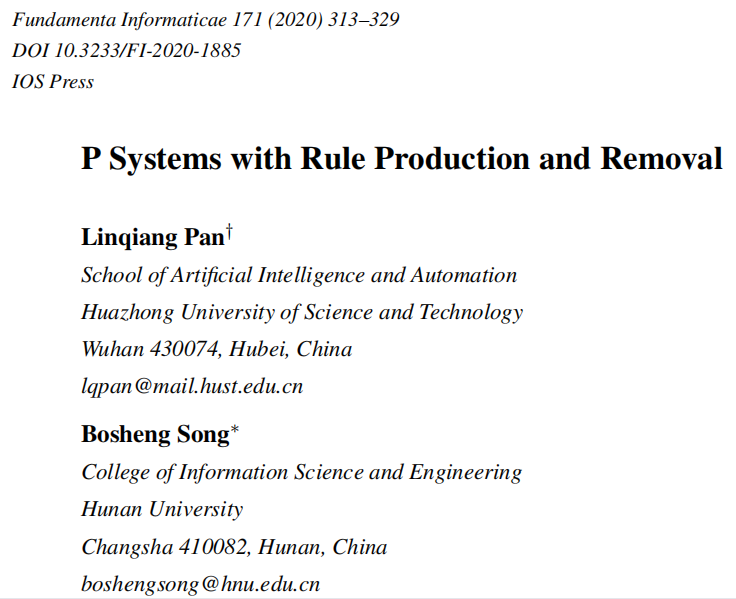 Fundamenta Informaticae 171 (2020) 313–329
DOI 10.3233/FI-2020-1885
IOS Press
P Systems with Rule Production and Removal
Linqiang Pan†
School of Artificial Intelligence and Automation
Huazhong University of Science and Technology
Wuhan 430074, Hubei, China
lqpan@mail.hust.edu.cn
Bosheng Song*
College of Information Science and Engineering
Hunan University
Changsha 410082, Hunan, China
boshengsong@hnu.edu.cn